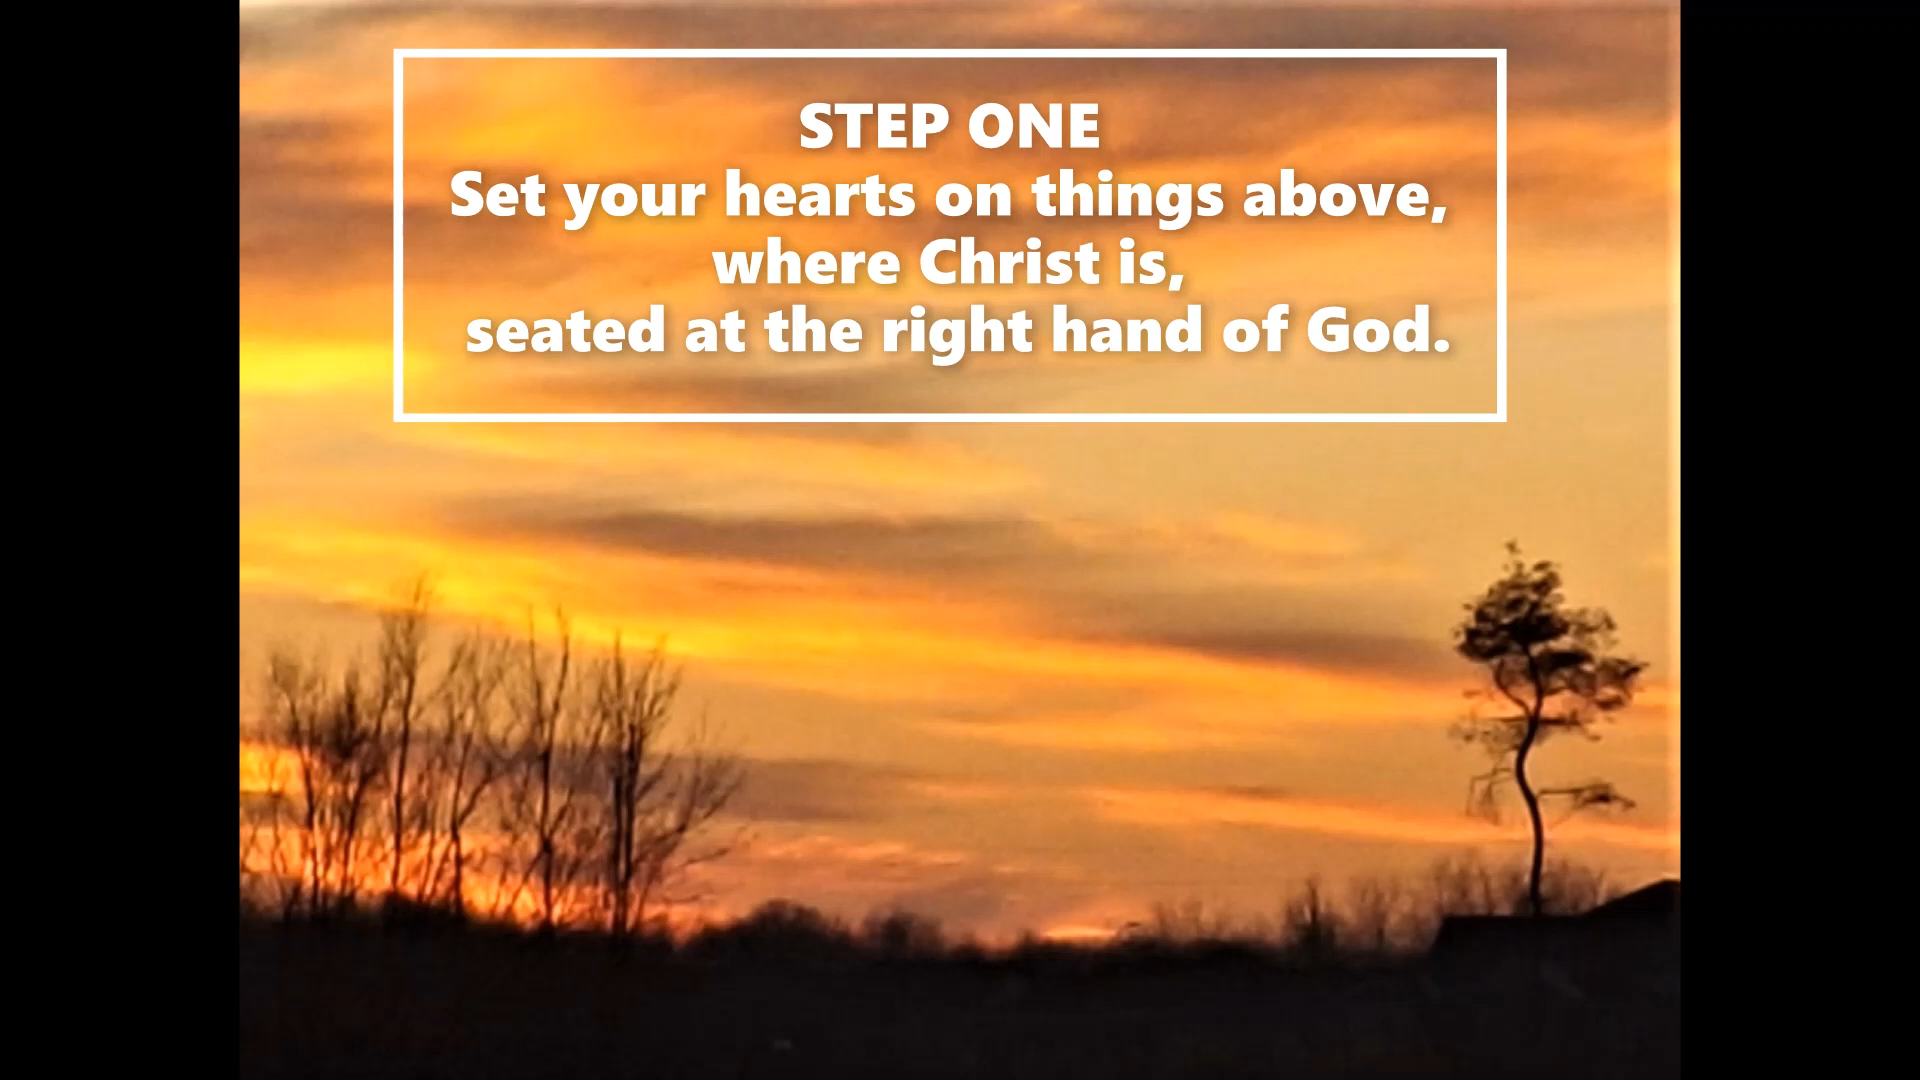 STEP ONE
Set your hearts on things above,
where Christ is,
seated at the right hand of God.